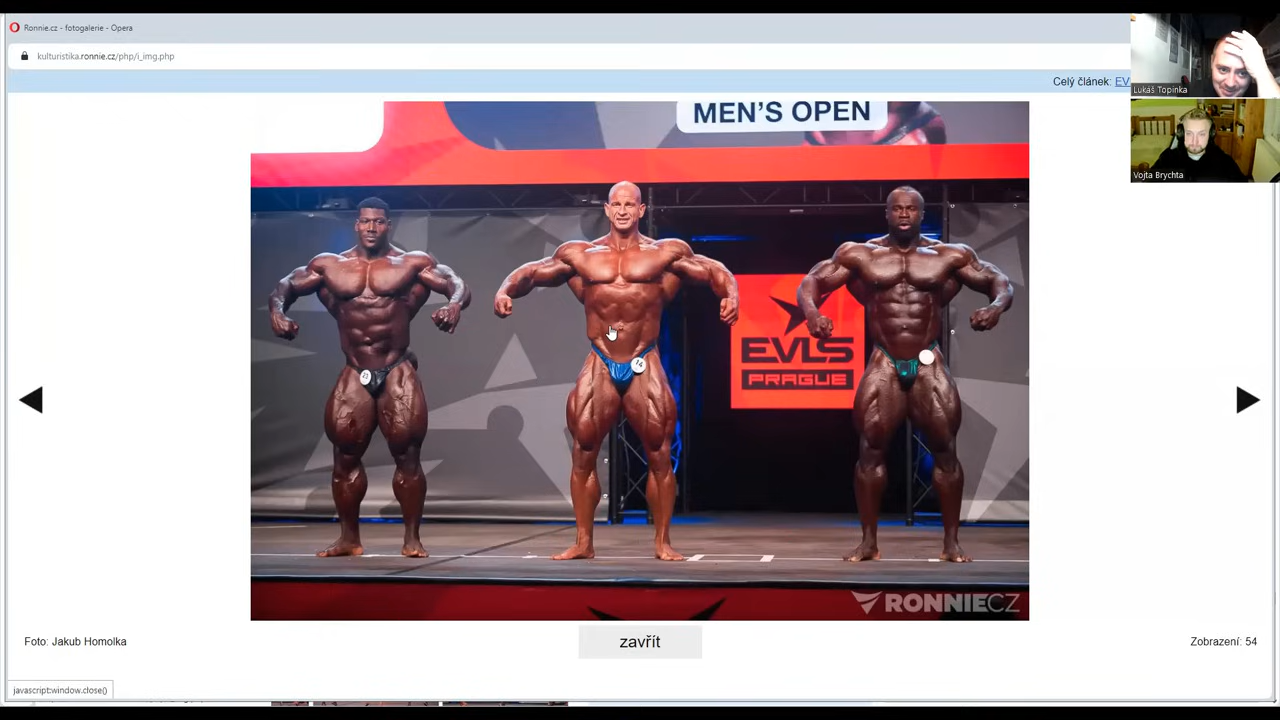 Ronnie.cz - fotogalerie - Opera
kulturistika.ronnie.cz/php/i_img.php
Celý článek: EV
Lukáš Topinka
Vojta Brychta
MEN'S OPEN
14
EVLS
PRAGUE
RONNIECZ
Foto: Jakub Homolka
zavřít
Zobrazení: 54
javascript:window.close()